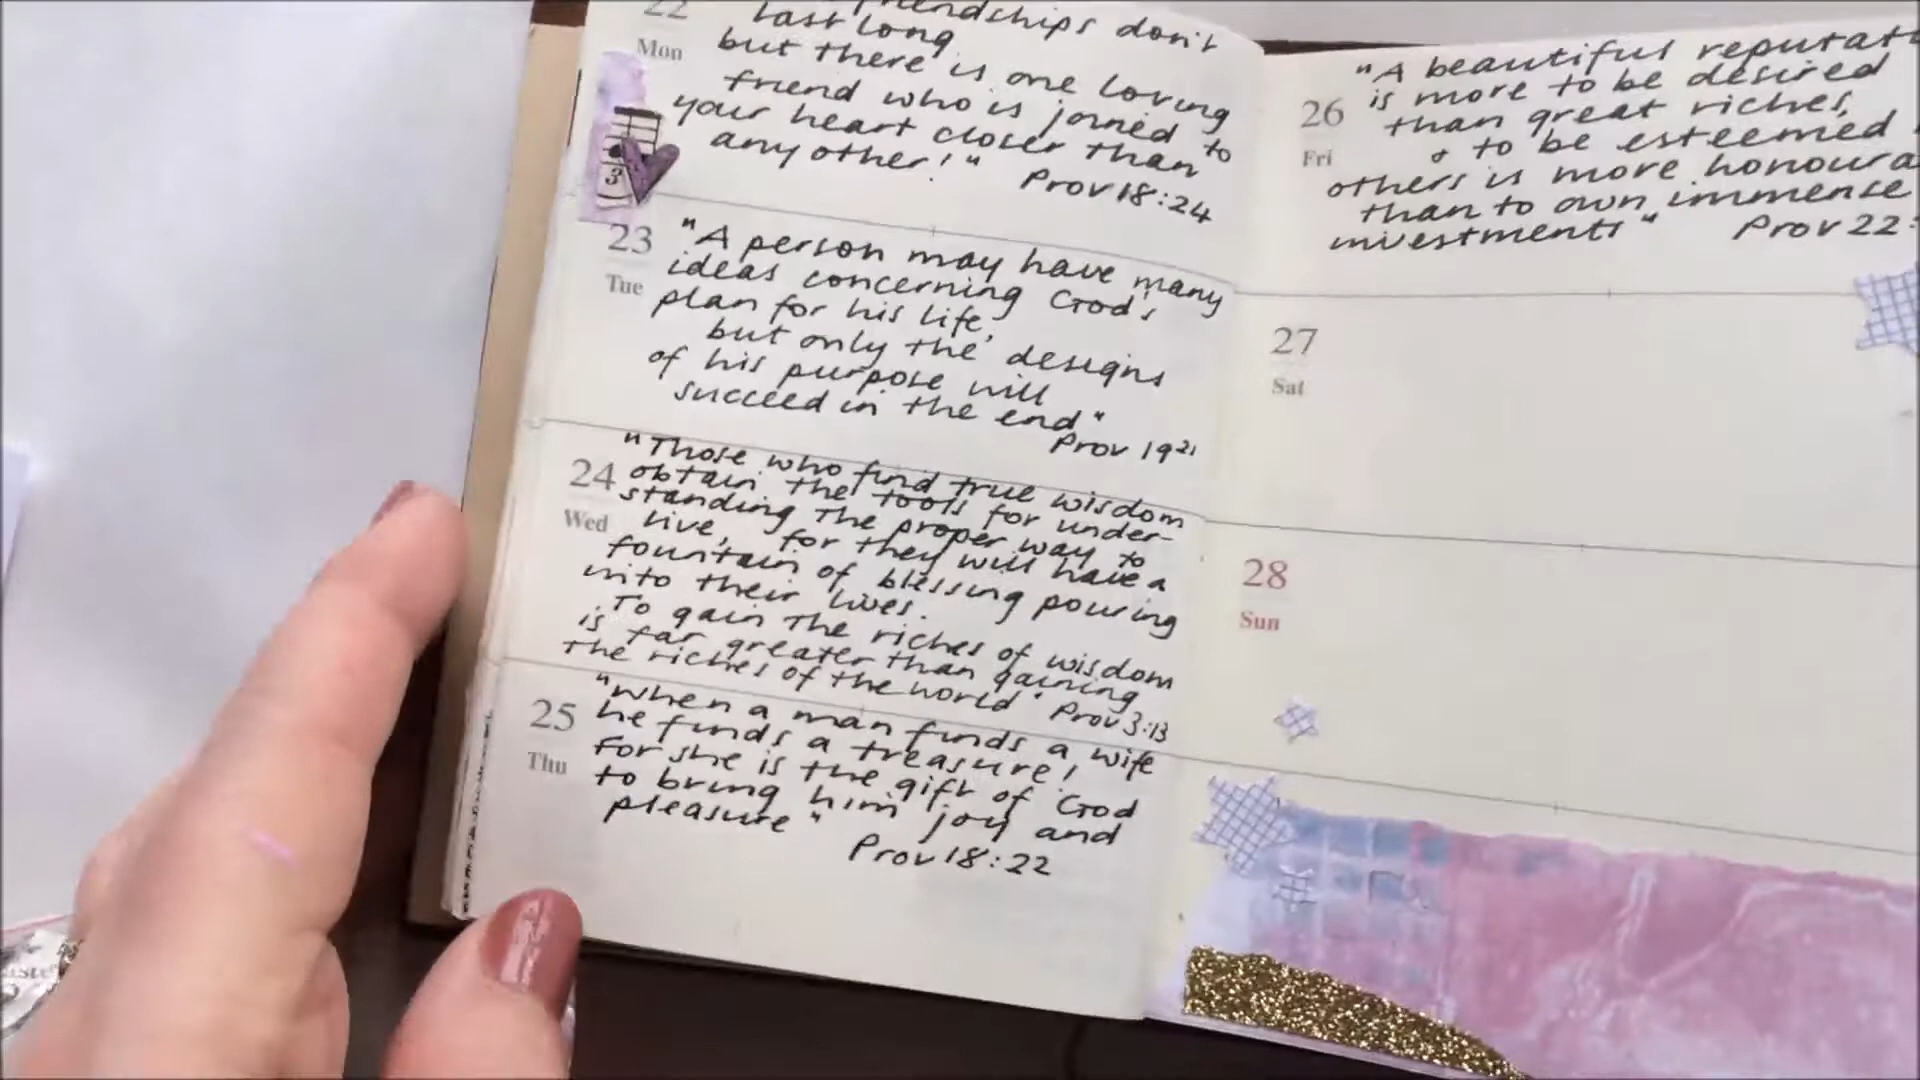 22
Mon
friendships don't
last long
but there is one loving
friend who is joined to
your heart closer than
any other!" Prov 18:24
3
23
Tue
"A person may have many
ideas concerning God's
plan for his life,
but only the designs
of his purpose will
succeed in the end"
Prov 19 21
24
Wed
"Those who find true wisdom
obtain the tools for under-
standing the proper way to
live, for they will have a
fountain of blessing pouring
into their lives.
To gain the riches of wisdom
is far greater than gaining
the riches of the world" Prov 3:13
25
Thu
"When a man finds a wife
he finds a treasure!
For she is the gift of God
to bring him joy and
pleasure"
Prov 18:22
26
Fri
"A beautiful
is more to be desired
than great riches,
& to be esteemed
others is more
than to own immense
investments" Prov 22:
27
Sat
28
Sun